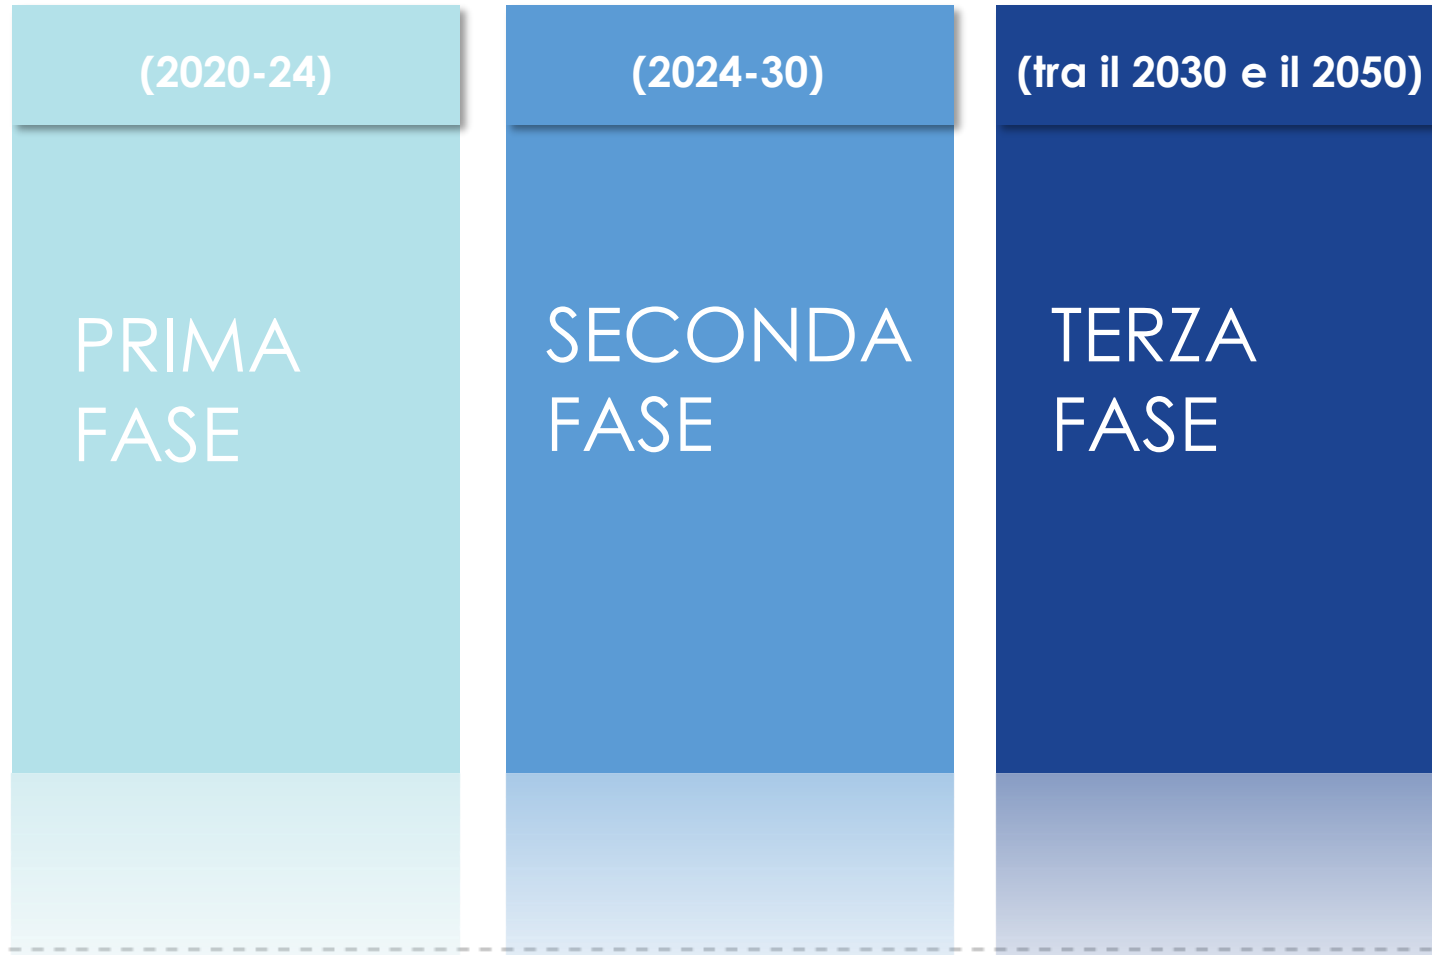 (2020-24)
PRIMA
FASE
(2024-30)
SECONDA
FASE
(tra il 2030 e il 2050)
TERZA
FASE